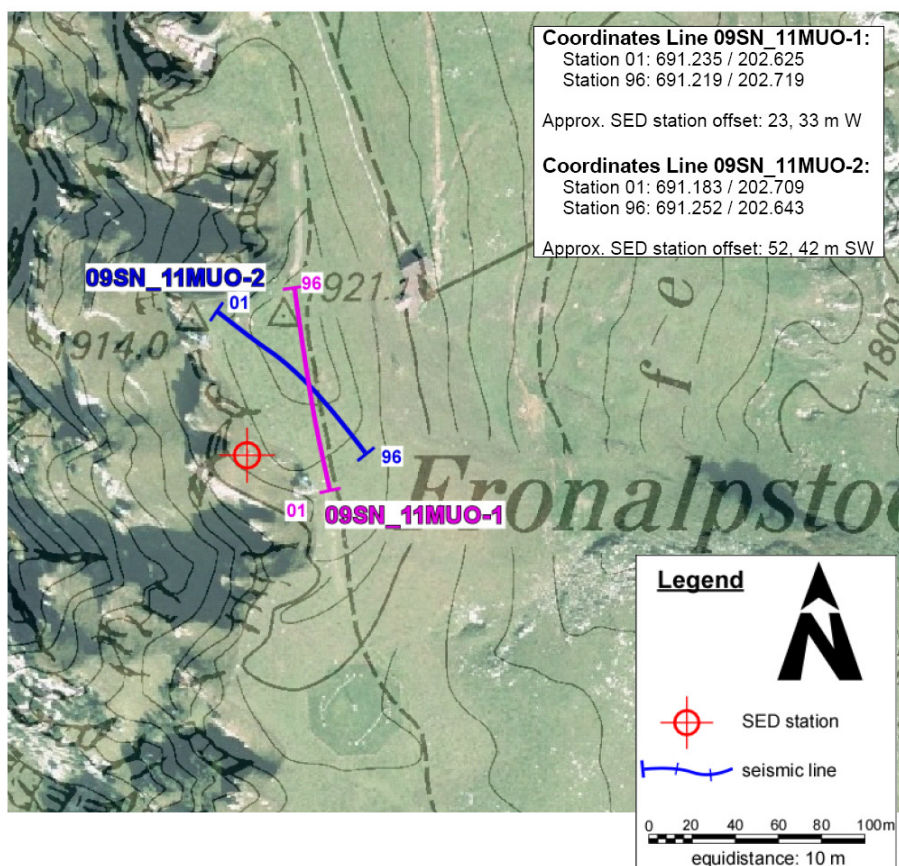 Coordinates Line 09SN_11MUO-1:
Station 01: 691.235 / 202.625
Station 96: 691.219 / 202.719
Approx. SED station offset: 23, 33 m W
Coordinates Line 09SN_11MUO-2:
Station 01: 691.183 / 202.709
Station 96: 691.252 / 202.643
Approx. SED station offset: 52, 42 m SW
09SN_11MUO-2
01
96
921.
914.0
f e
1800
96
01
09SN_11MUO-1
Fronalpstoc
Legend
N
SED station
seismic line
0 20 40 60 80 100m
equidistance: 10 m